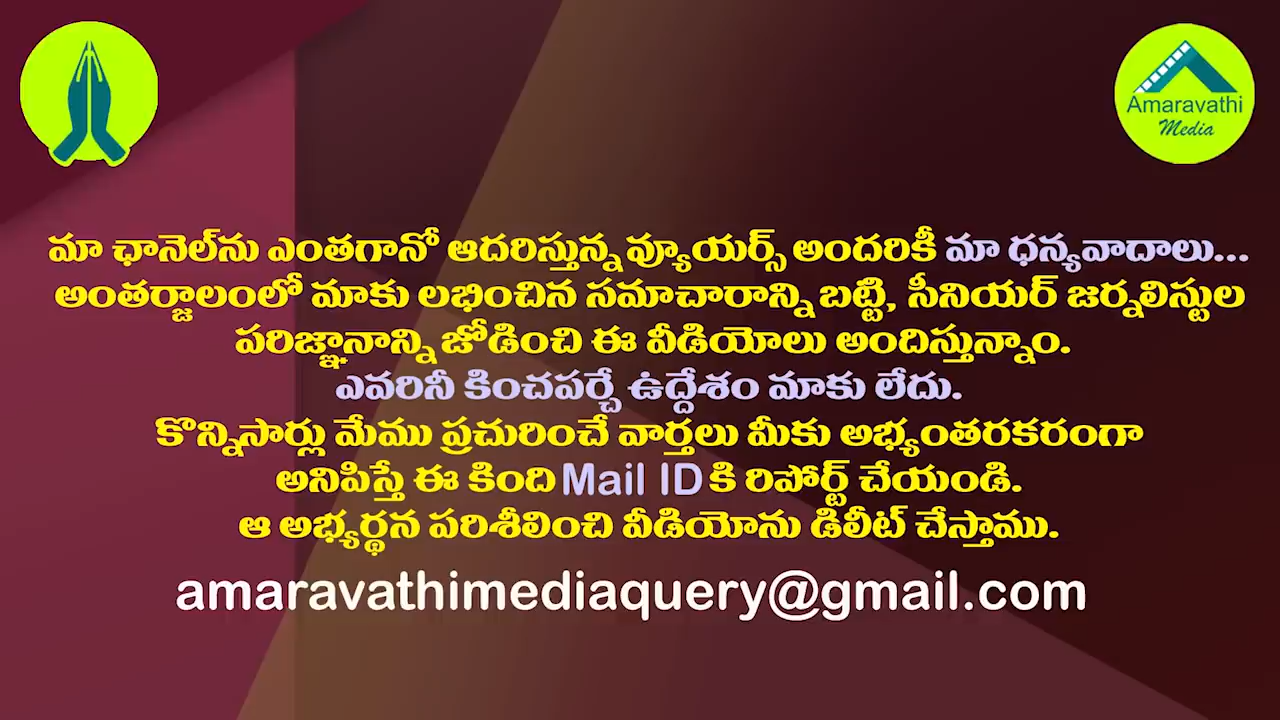 Amaravathi
Media
మా ఛానెల్‌ను ఎంతగానో ఆదరిస్తున్న వ్యూయర్స్ అందరికీ మా ధన్యవాదాలు...
అంతర్జాలంలో మాకు లభించిన సమాచారాన్ని బట్టి, సీనియర్ జర్నలిస్టుల
పరిజ్ఞానాన్ని జోడించి ఈ వీడియోలు అందిస్తున్నాం.
ఎవరినీ కించపర్చే ఉద్దేశం మాకు లేదు.
కొన్నిసార్లు మేము ప్రచురించే వార్తలు మీకు అభ్యంతరకరంగా
అనిపిస్తే ఈ కింది Mail ID కి రిపోర్ట్ చేయండి.
ఆ అభ్యర్థన పరిశీలించి వీడియోను డిలీట్ చేస్తాము.
amaravathimediaquery@gmail.com